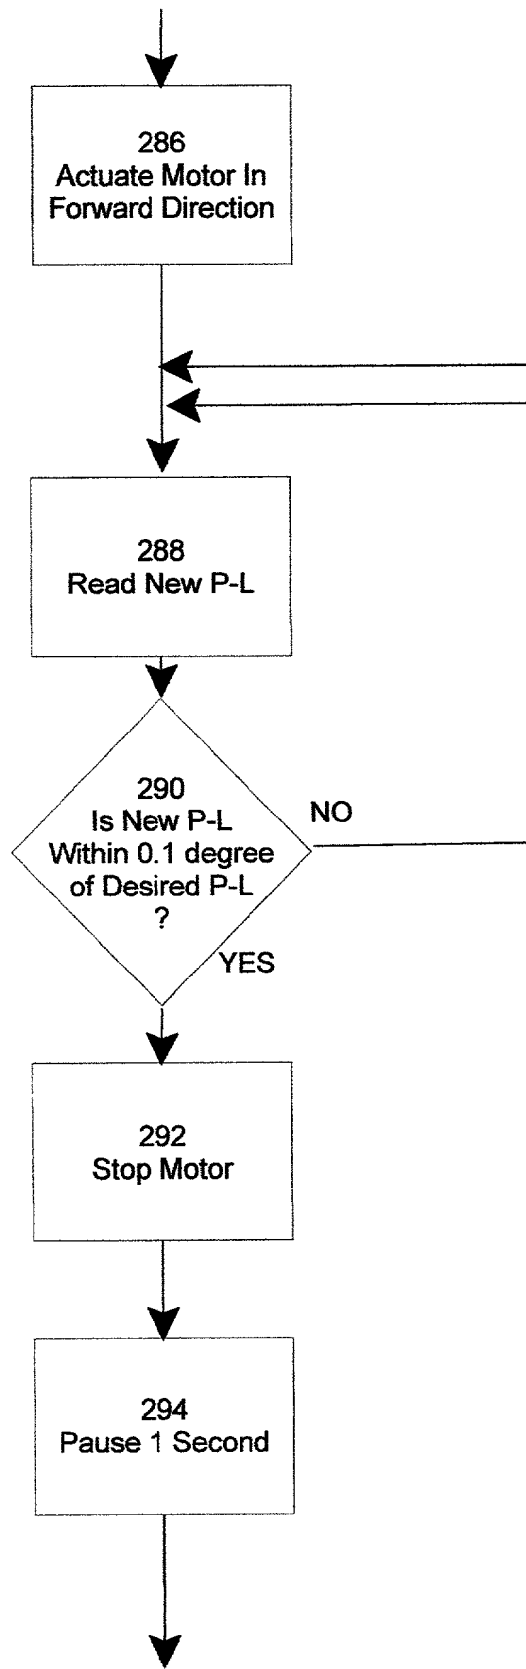 286
Actuate Motor In
Forward Direction
288
Read New P-L
290
Is New P-L
Within 0.1 degree
of Desired P-L
?
NO
YES
292
Stop Motor
294
Pause 1 Second